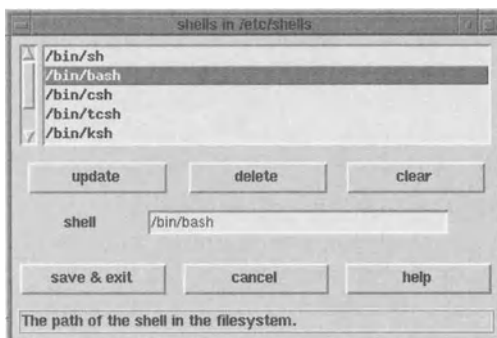 shells in /etc/shells
/bin/sh
/bin/bash
/bin/csh
/bin/tcsh
/bin/ksh
update delete clear
shell /bin/bash
save & exit cancel help
The path of the shell in the filesystem.